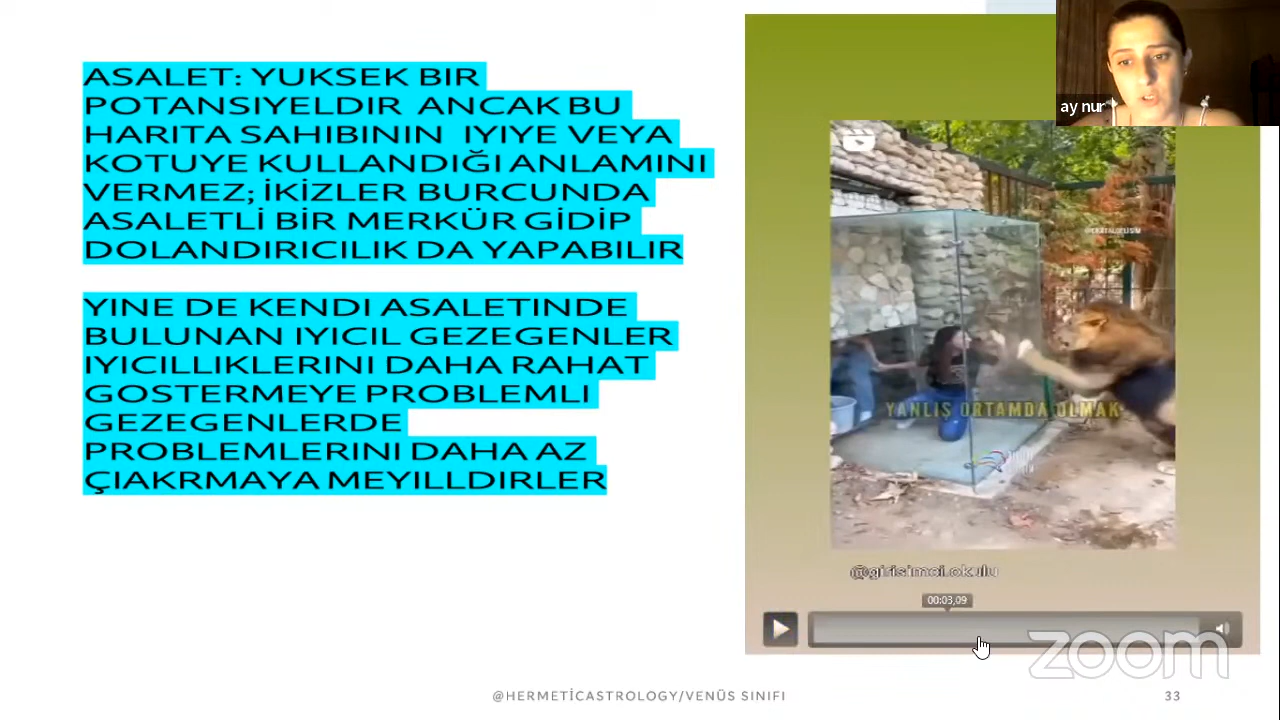 ASALET: YUKSEK BIR
POTANSIYELDIR ANCAK BU
HARITA SAHIBININ IYIYE VEYA
KOTUYE KULLANDIĞI ANLAMINI
VERMEZ; İKİZLER BURCUNDA
ASALETLİ BİR MERKÜR GİDİP
DOLANDIRICILIK DA YAPABILIR
YINE DE KENDI ASALETINDE
BULUNAN IYICIL GEZEGENLER
IYICILLIKLERINI DAHA RAHAT
GOSTERMEYE PROBLEMLI
GEZEGENLERDE
PROBLEMLERINI DAHA AZ
ÇIAKRMAYA MEYILLDIRLER
ay nur
YANLIŞ ORTAMDA OLMAK
@girisimci.okulu
00:03,09
zoom
@HERMETİCASTROLOGY/VENÜS SINIFI
33